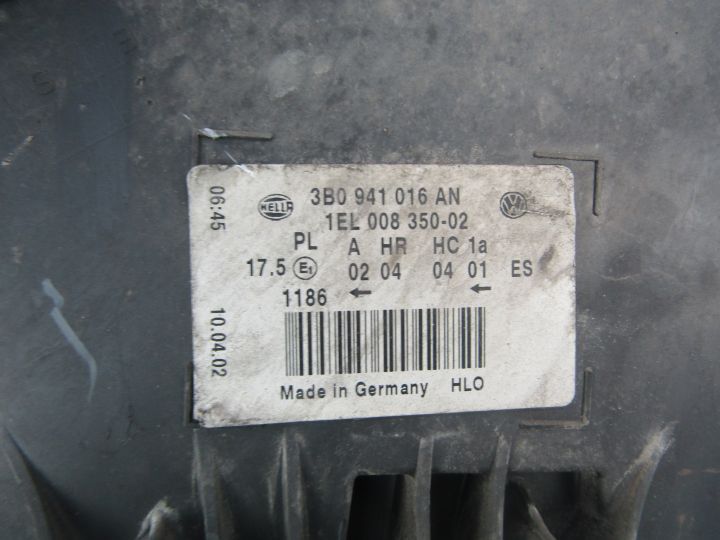 HELLA
3B0 941 016 AN
1EL 008 350-02
PL A HR HC 1a
17.5 E1 02 04 04 01 ES
1186 ← ←
Made in Germany HLO
06:45
10.04.02